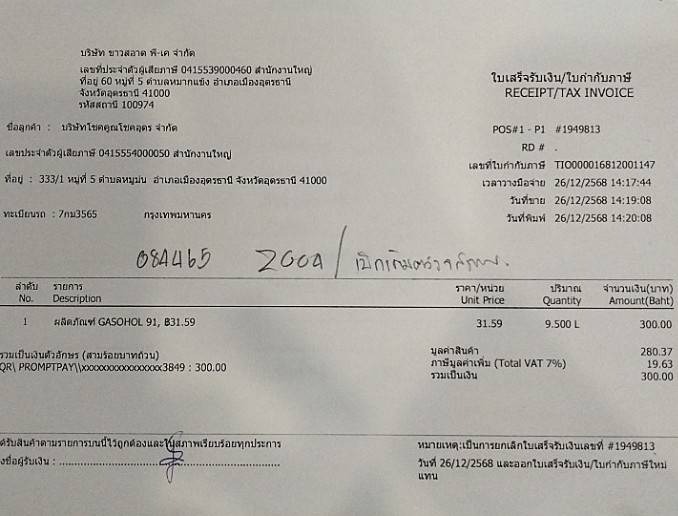 บริษัท ขาวสอาด พี-เค จำกัด
เลขที่ประจำตัวผู้เสียภาษี 0415539000460 สำนักงานใหญ่
ที่อยู่ 60 หมู่ที่ 5 ตำบลหมากแข้ง อำเภอเมืองอุดรธานี
จังหวัดอุดรธานี 41000
รหัสสถานี 100974
ใบเสร็จรับเงิน/ใบกำกับภาษี
RECEIPT/TAX INVOICE
ชื่อลูกค้า : บริษัทโชคคูณโชคอุดร จำกัด
POS#1 - P1 #1949813
RD # .
เลขประจำตัวผู้เสียภาษี 0415554000050 สำนักงานใหญ่
เลขที่ใบกำกับภาษี TIO000016812001147
ที่อยู่ : 333/1 หมู่ที่ 5 ตำบลหมูม่น อำเภอเมืองอุดรธานี จังหวัดอุดรธานี 41000
เวลาวางมือจ่าย 26/12/2568 14:17:44
วันที่ขาย 26/12/2568 14:19:08
ทะเบียนรถ : 7กม3565 กรุงเทพมหานคร
วันที่พิมพ์ 26/12/2568 14:20:08
084465
ลำดับ รายการ ราคา/หน่วย ปริมาณ จำนวนเงิน(บาท)
No. Description Unit Price Quantity Amount(Baht)
1 ผลิตภัณฑ์ GASOHOL 91, ฿31.59 31.59 9.500 L 300.00
รวมเป็นเงินตัวอักษร (สามร้อยบาทถ้วน)
QR\ PROMPTPAY\\xxxxxxxxxxxxxxxx3849 : 300.00
มูลค่าสินค้า 280.37
ภาษีมูลค่าเพิ่ม (Total VAT 7%) 19.63
รวมเป็นเงิน 300.00
ได้รับสินค้าตามรายการบนนี้ไว้ถูกต้องและในสภาพเรียบร้อยทุกประการ
ลงชื่อผู้รับเงิน :
หมายเหตุ:เป็นการยกเลิกใบเสร็จรับเงินเลขที่ #1949813
วันที่ 26/12/2568 และออกใบเสร็จรับเงิน/ใบกำกับภาษีใหม่
แทน